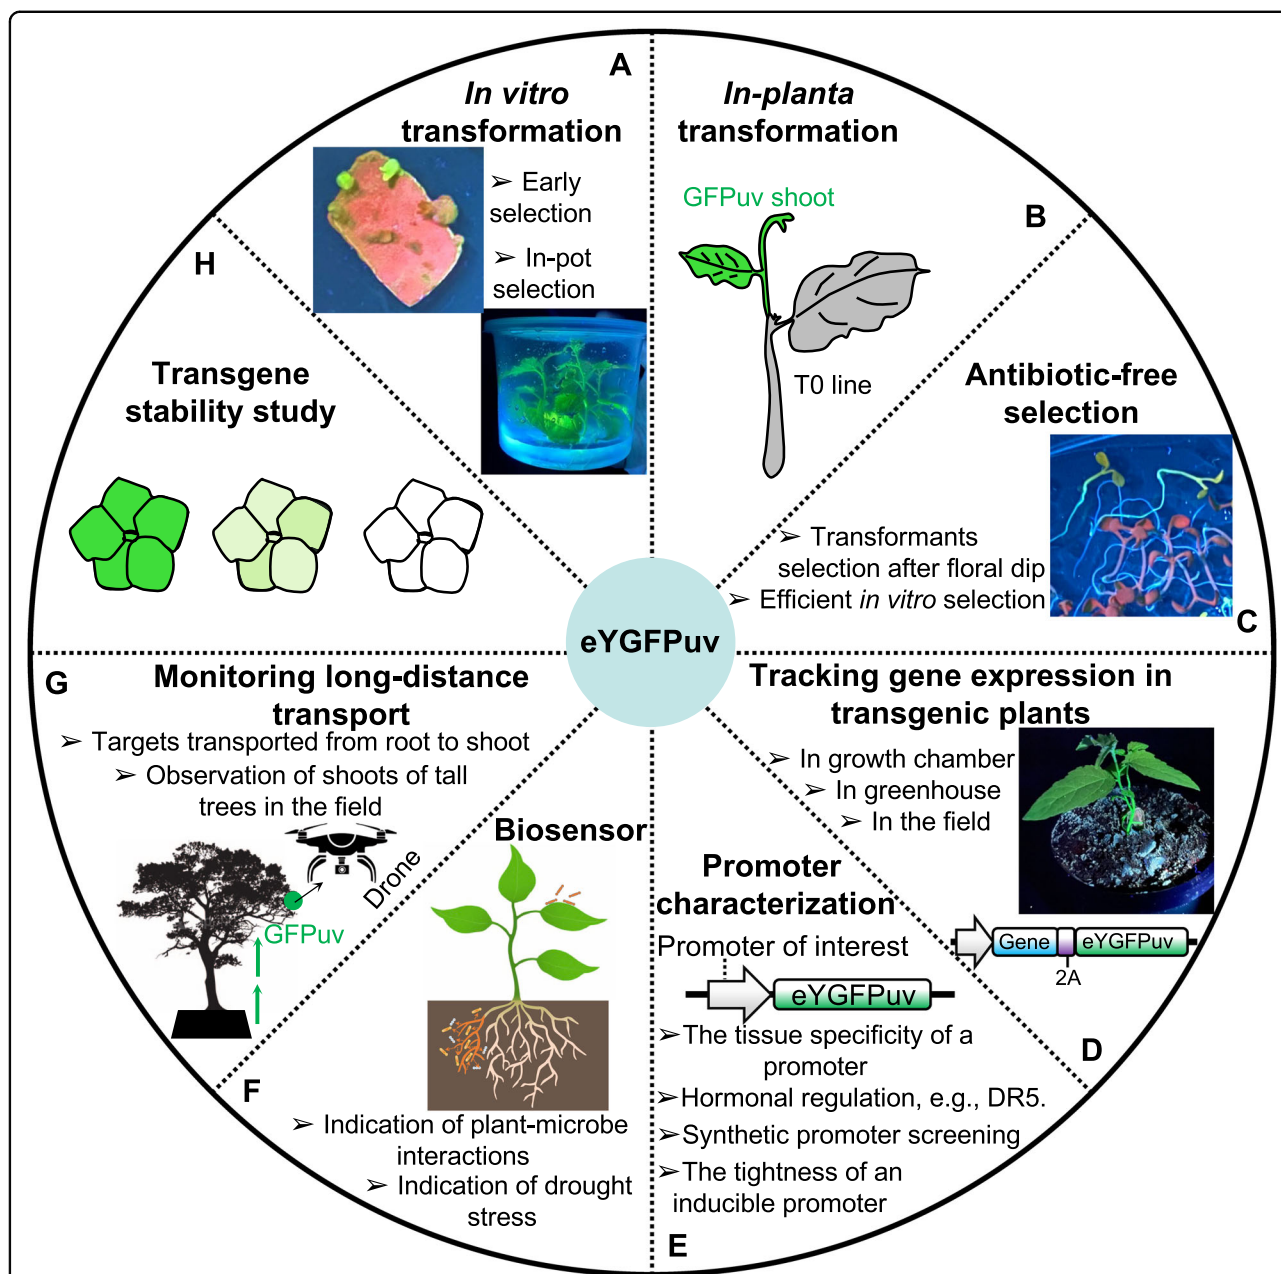 A
In vitro
transformation
➢ Early
selection
➢ In-pot
selection
In-planta
transformation
GFPuv shoot
T0 line
B
Antibiotic-free
selection
➢ Transformants
selection after floral dip
➢ Efficient in vitro selection
C
Tracking gene expression in
transgenic plants
➢ In growth chamber
➢ In greenhouse
➢ In the field
Gene
eYGFPuv
2A
D
Promoter
characterization
Promoter of interest
eYGFPuv
➢The tissue specificity of a
promoter
➢Hormonal regulation, e.g., DR5.
➢Synthetic promoter screening
➢The tightness of an
inducible promoter
E
Biosensor
➢ Indication of plant-microbe
interactions
➢ Indication of drought
stress
F
G
Monitoring long-distance
transport
➢ Targets transported from root to shoot
➢ Observation of shoots of tall
trees in the field
Drone
GFPuv
H
Transgene
stability study
eYGFPuv